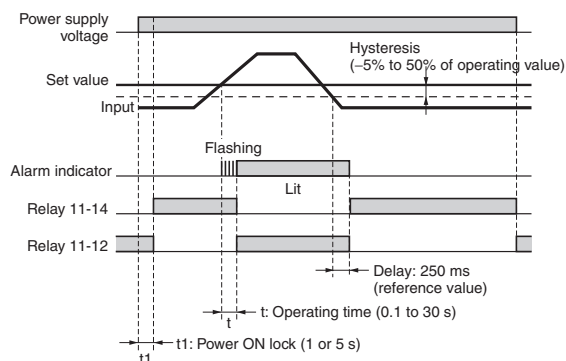 Power supply
voltage
Hysteresis
(–5% to 50% of operating value)
Set value
Input
Flashing
Alarm indicator
Lit
Relay 11-14
Relay 11-12
Delay: 250 ms
(reference value)
t: Operating time (0.1 to 30 s)
t
t1: Power ON lock (1 or 5 s)
t1